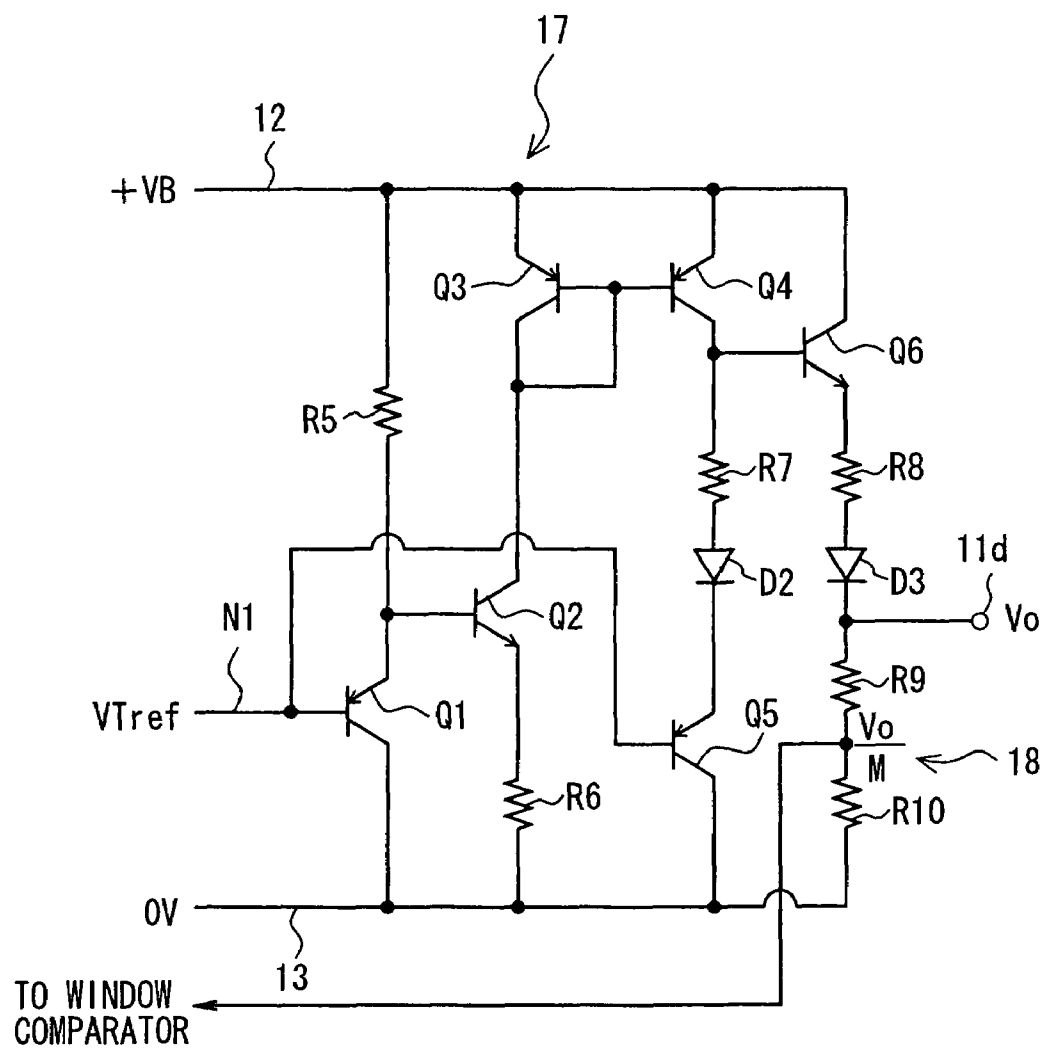 17
12
+VB
Q3
Q4
Q6
R5
R7
R8
11d
D2
D3
N1
Q2
Vo
R9
VTref
Q1
Q5
Vo
M
18
R6
R10
0V
13
TO WINDOW
COMPARATOR